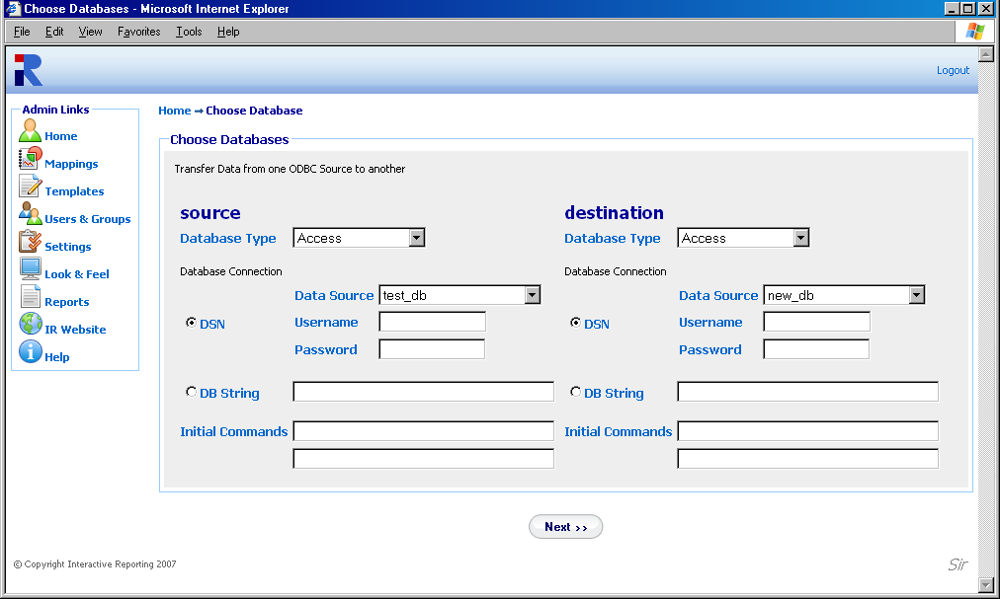 Choose Databases - Microsoft Internet Explorer
File Edit View Favorites Tools Help
iR
Logout
Admin Links
Home
Mappings
Templates
Users & Groups
Settings
Look & Feel
Reports
IR Website
Help
Home → Choose Database
Choose Databases
Transfer Data from one ODBC Source to another
source destination
Database Type Access Database Type Access
Database Connection Database Connection
Data Source test_db Data Source new_db
DSN Username DSN Username
Password Password
DB String DB String
Initial Commands Initial Commands
Next >>
© Copyright Interactive Reporting 2007 Sir